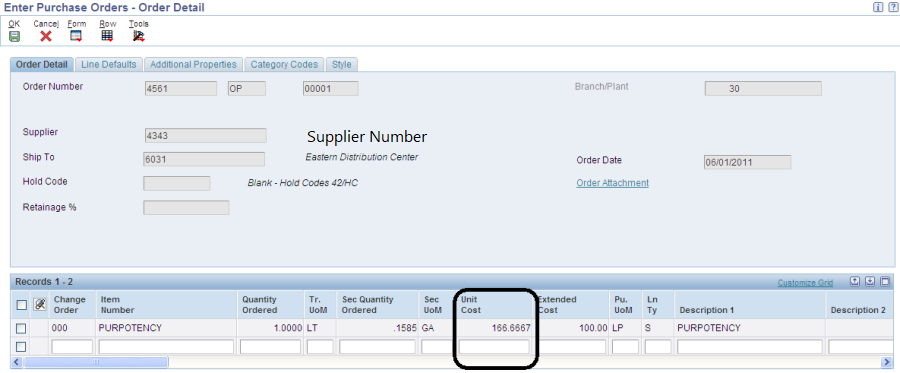 Enter Purchase Orders - Order Detail
OK Cancel Form Row Tools
Order Detail Line Defaults Additional Properties Category Codes Style
Order Number 4561 OP 00001 Branch/Plant 30
Supplier 4343 Supplier Number
Ship To 6031 Eastern Distribution Center Order Date 06/01/2011
Hold Code Blank - Hold Codes 42/HC Order Attachment
Retainage %
Records 1 - 2 Customize Grid
Change Item Quantity Tr. Sec Quantity Sec Unit Extended Pu. Ln
Order Number Ordered UoM Ordered UoM Cost Cost UoM Ty Description 1 Description 2
000 PURPOTENCY 1.0000 LT .1585 GA 166.6667 100.00 LP S PURPOTENCY